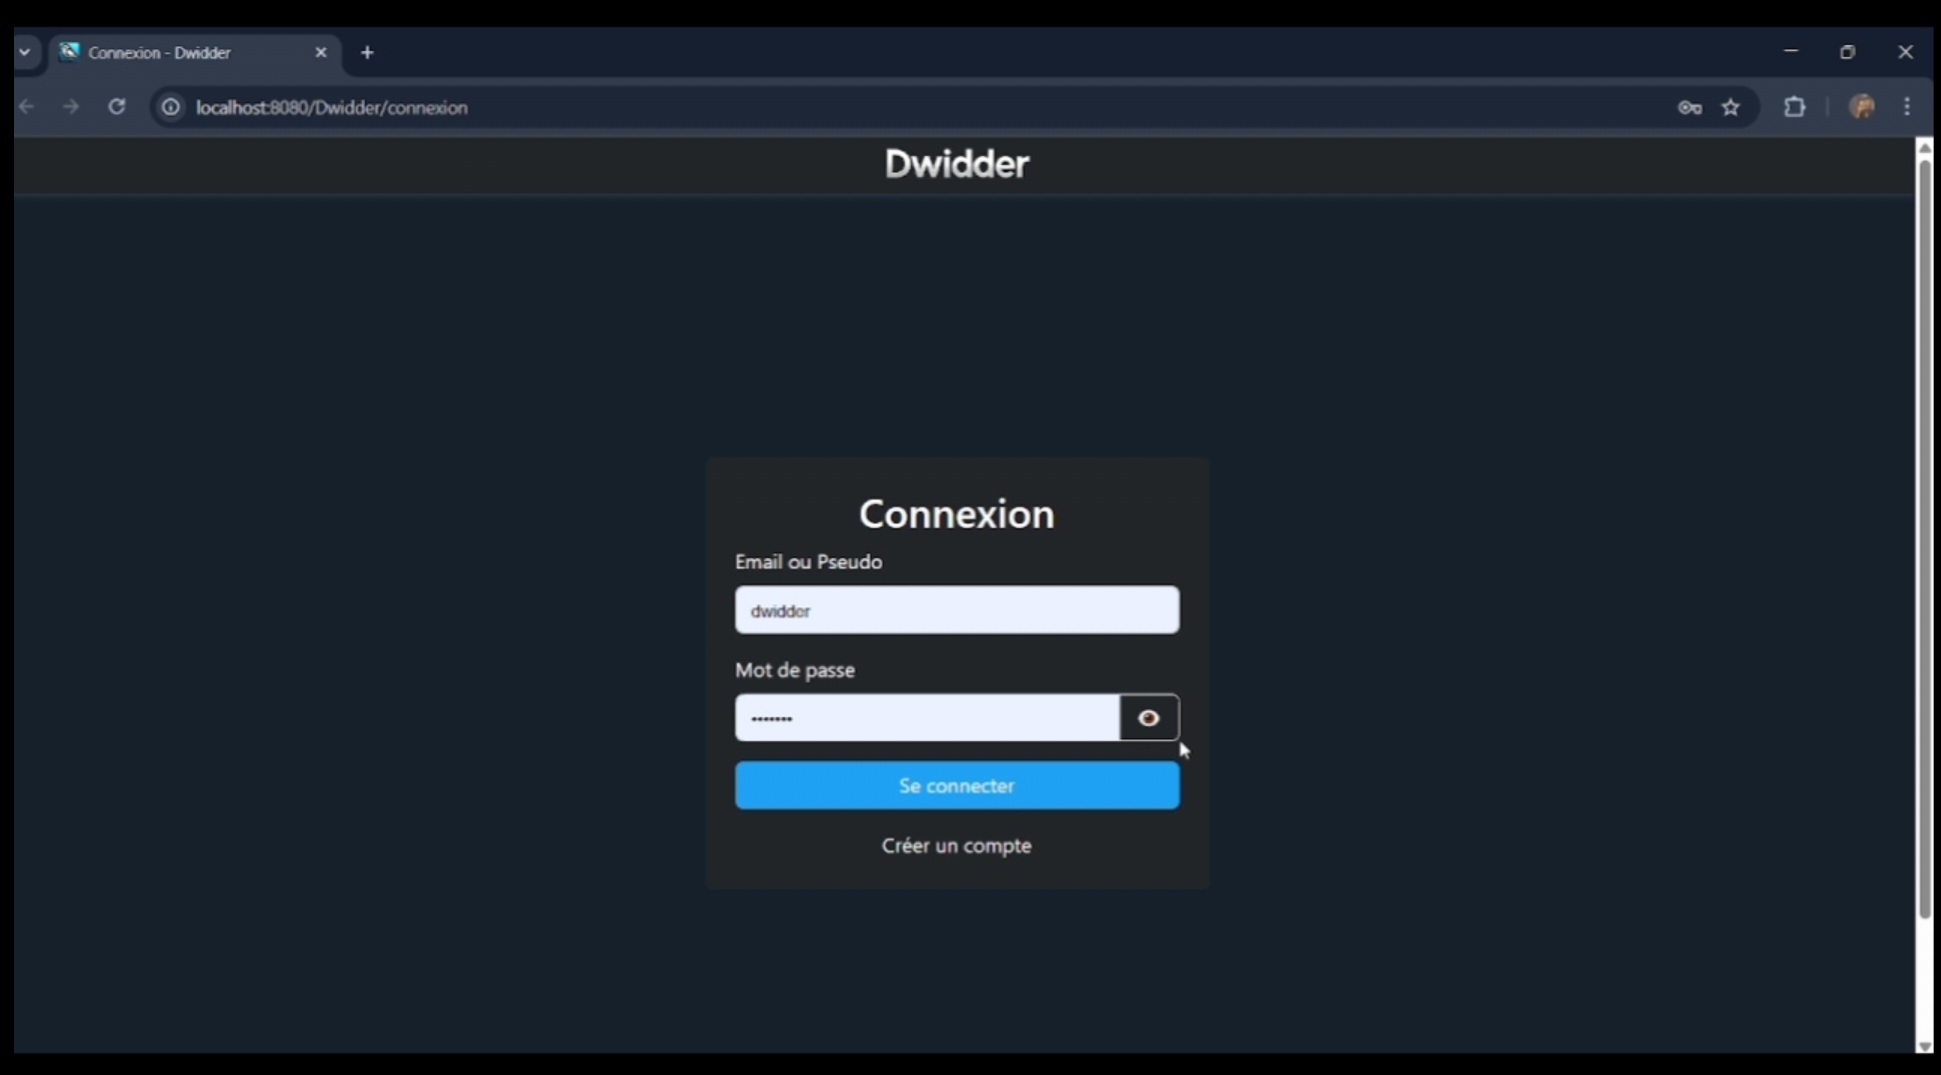 Connexion - Dwidder
localhost:8080/Dwidder/connexion
Dwidder
Connexion
Email ou Pseudo
dwidder
Mot de passe
•••••••
Se connecter
Créer un compte